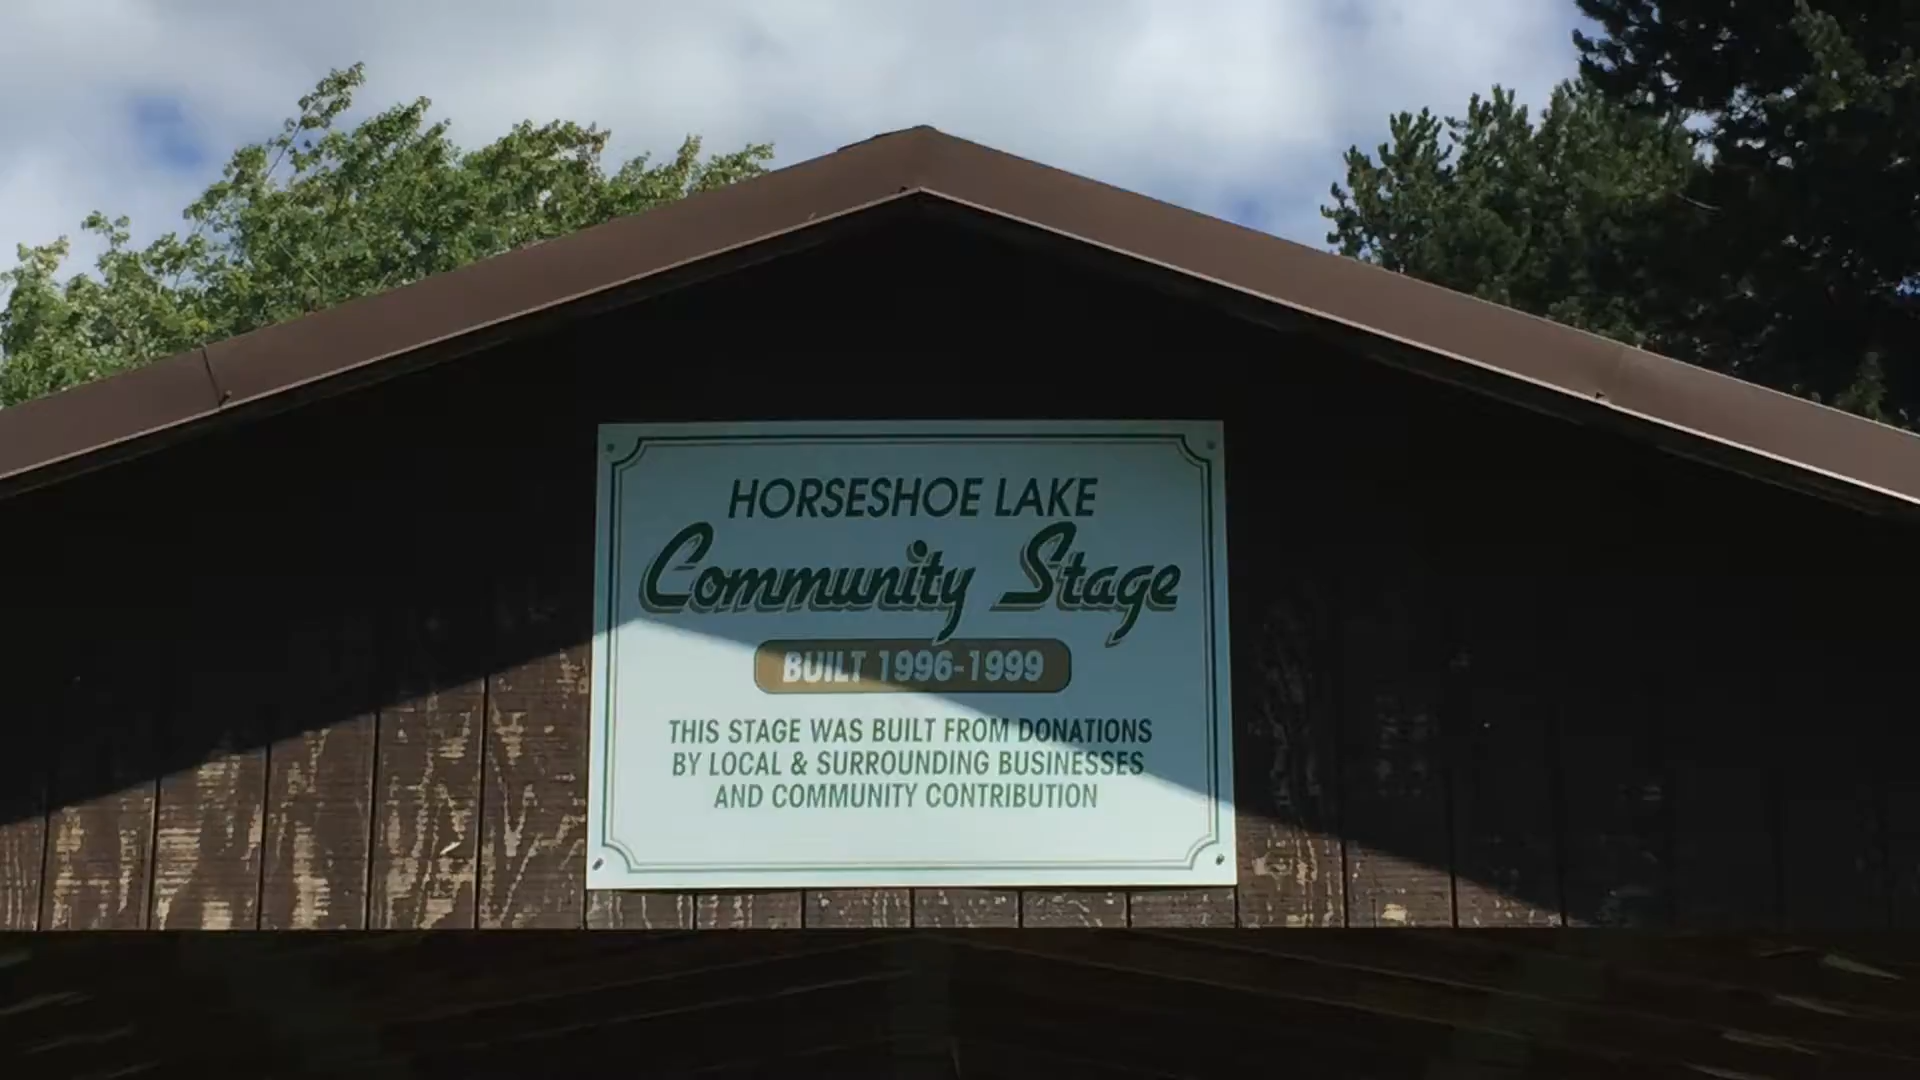 HORSESHOE LAKE
Community Stage
BUILT 1996-1999
THIS STAGE WAS BUILT FROM DONATIONS
BY LOCAL & SURROUNDING BUSINESSES
AND COMMUNITY CONTRIBUTION